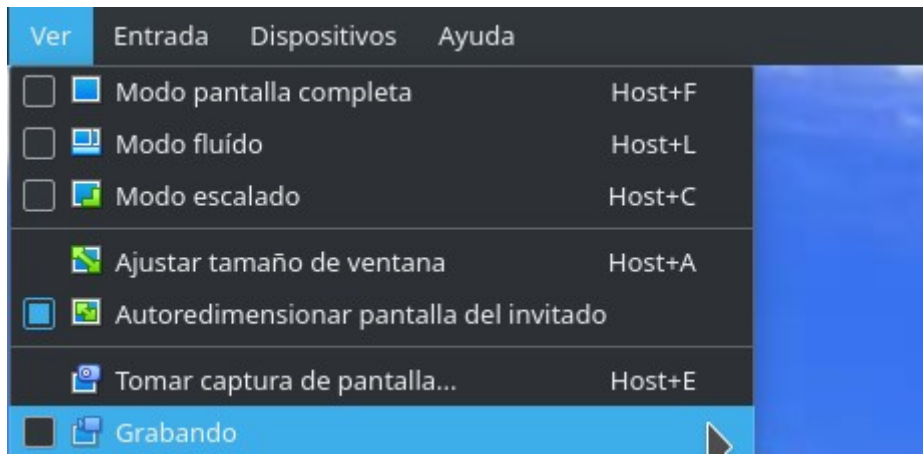 Ver Entrada Dispositivos Ayuda
Modo pantalla completa Host+F
Modo fluído Host+L
Modo escalado Host+C
Ajustar tamaño de ventana Host+A
Autoredimensionar pantalla del invitado
Tomar captura de pantalla... Host+E
Grabando